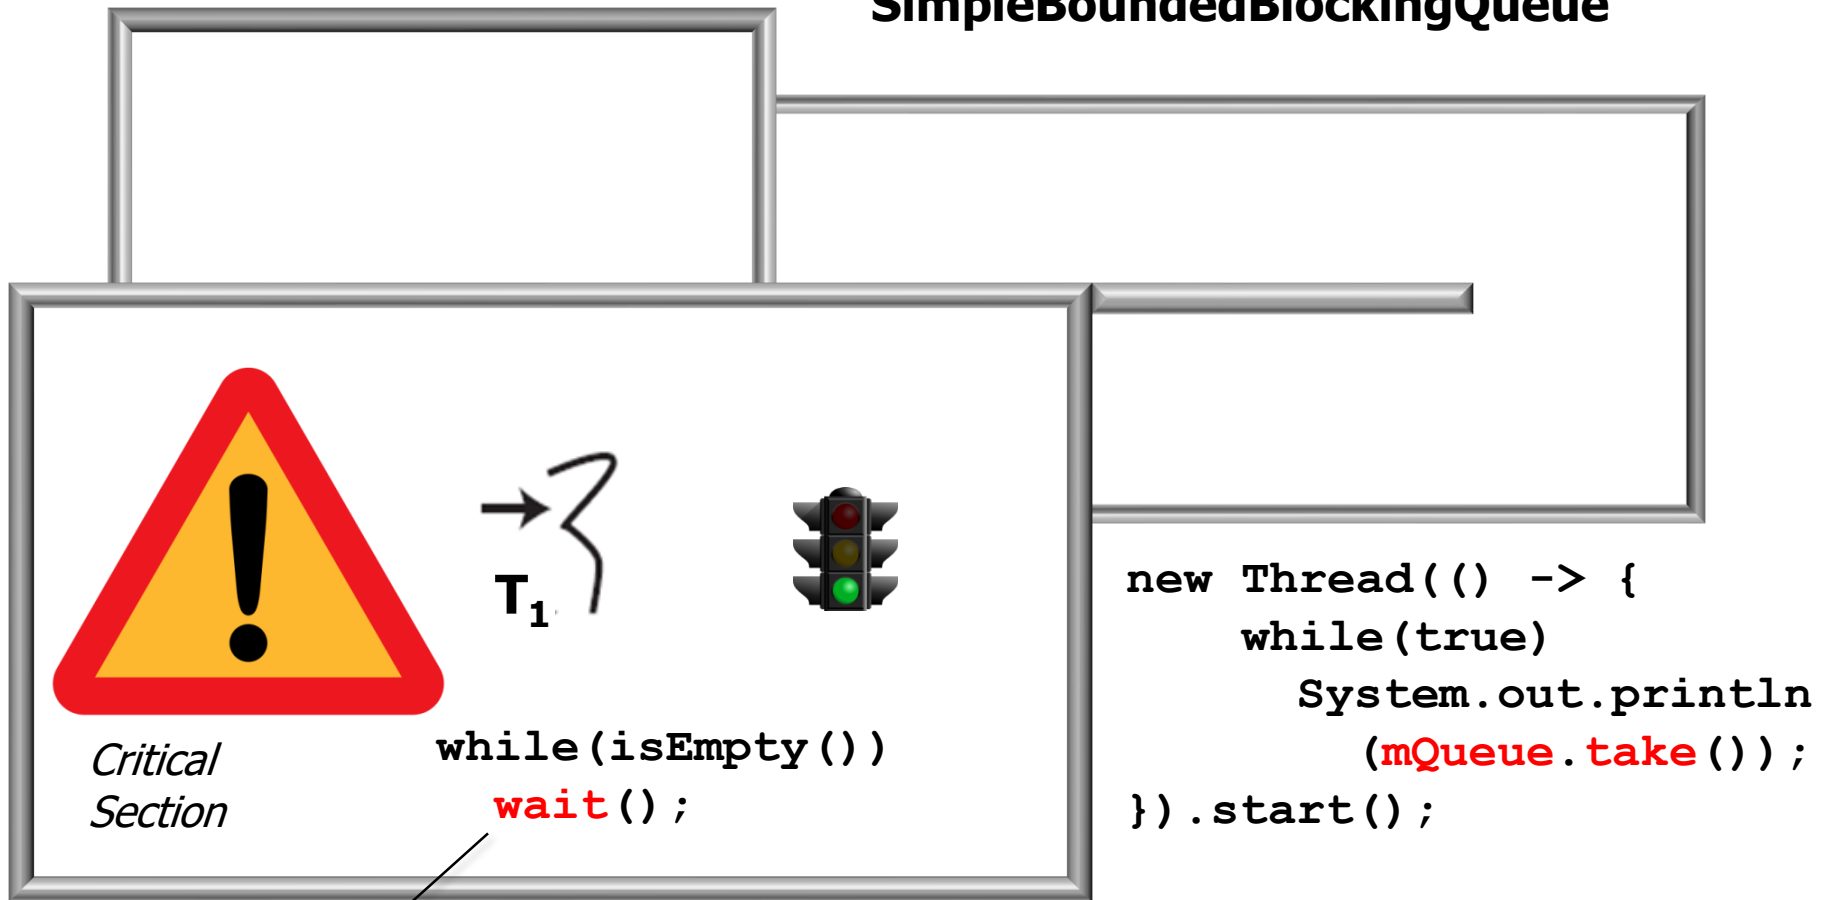 SimpleBoundedBlockingQueue
T1
Critical
Section
while(isEmpty())
wait();
new Thread(() -> {
while(true)
System.out.println
(mQueue.take());
}).start();